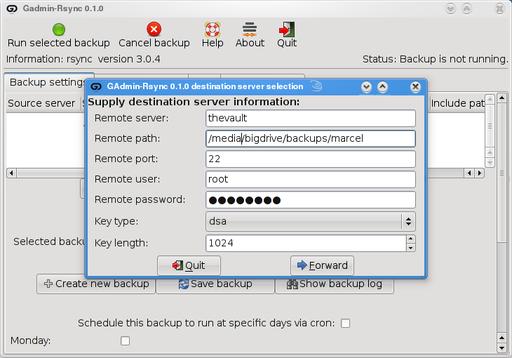 Gadmin-Rsync 0.1.0
Run selected backup Cancel backup Help About Quit
Information: rsync version 3.0.4 Status: Backup is not running.
Backup
GAdmin-Rsync 0.1.0 destination server selection
Source server
Include
Supply destination server information:
Remote server: thevault
Remote path: /media/bigdrive/backups/marcel
Remote port: 22
Remote user: root
Remote password: ●●●●●●●●
Key type: dsa
Selected
Key length: 1024
Quit Forward
Create new backup Save backup Show backup log
Schedule this backup to run at specific days via cron:
Monday: